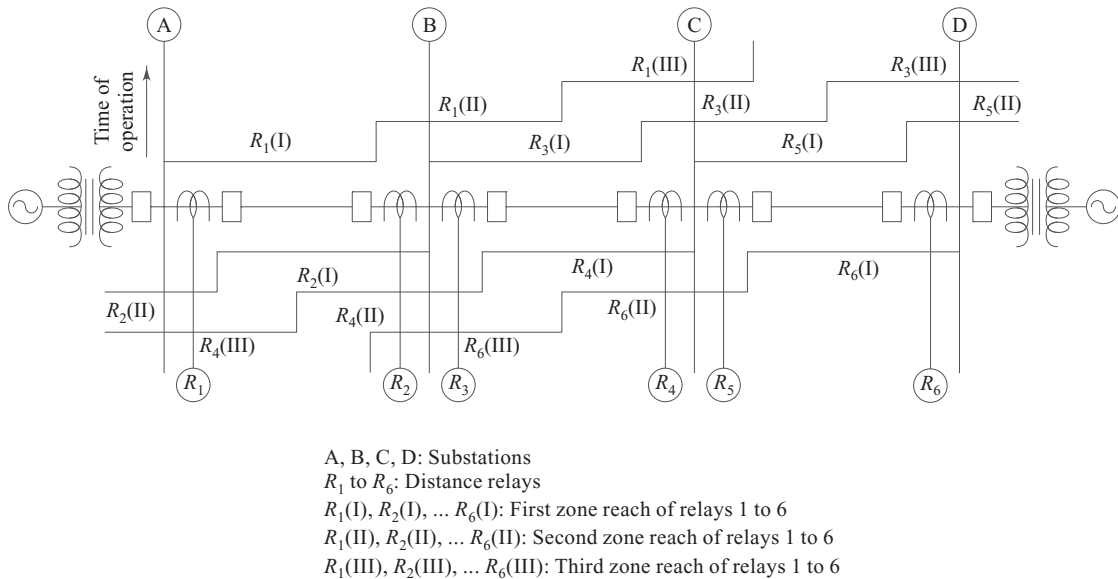 A B C D
R₁(III) R₃(III)
R₁(II) R₃(II) R₅(II)
Time of
operation
R₁(I) R₃(I) R₅(I)
R₂(I) R₄(I) R₆(I)
R₂(II) R₄(II) R₆(II)
R₄(III) R₆(III)
R₁ R₂ R₃ R₄ R₅ R₆
A, B, C, D: Substations
R₁ to R₆: Distance relays
R₁(I), R₂(I), ... R₆(I): First zone reach of relays 1 to 6
R₁(II), R₂(II), ... R₆(II): Second zone reach of relays 1 to 6
R₁(III), R₂(III), ... R₆(III): Third zone reach of relays 1 to 6